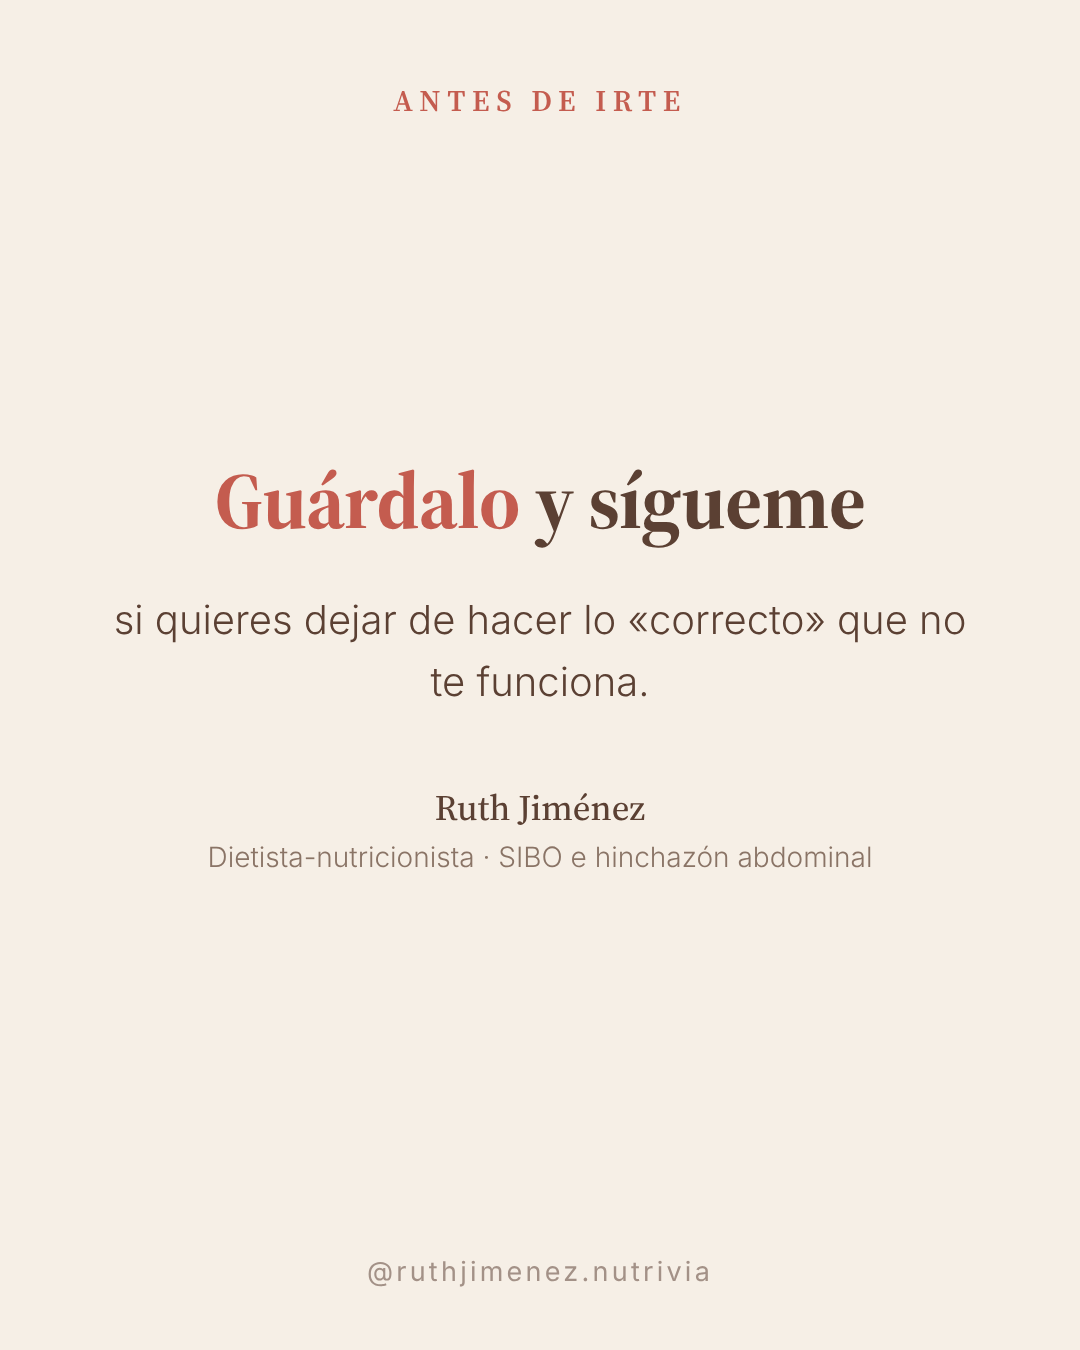 ANTES DE IRTE
Guárdalo y sígueme
si quieres dejar de hacer lo «correcto» que no
te funciona.
Ruth Jiménez
Dietista-nutricionista · SIBO e hinchazón abdominal
@ruthjimenez.nutrivia